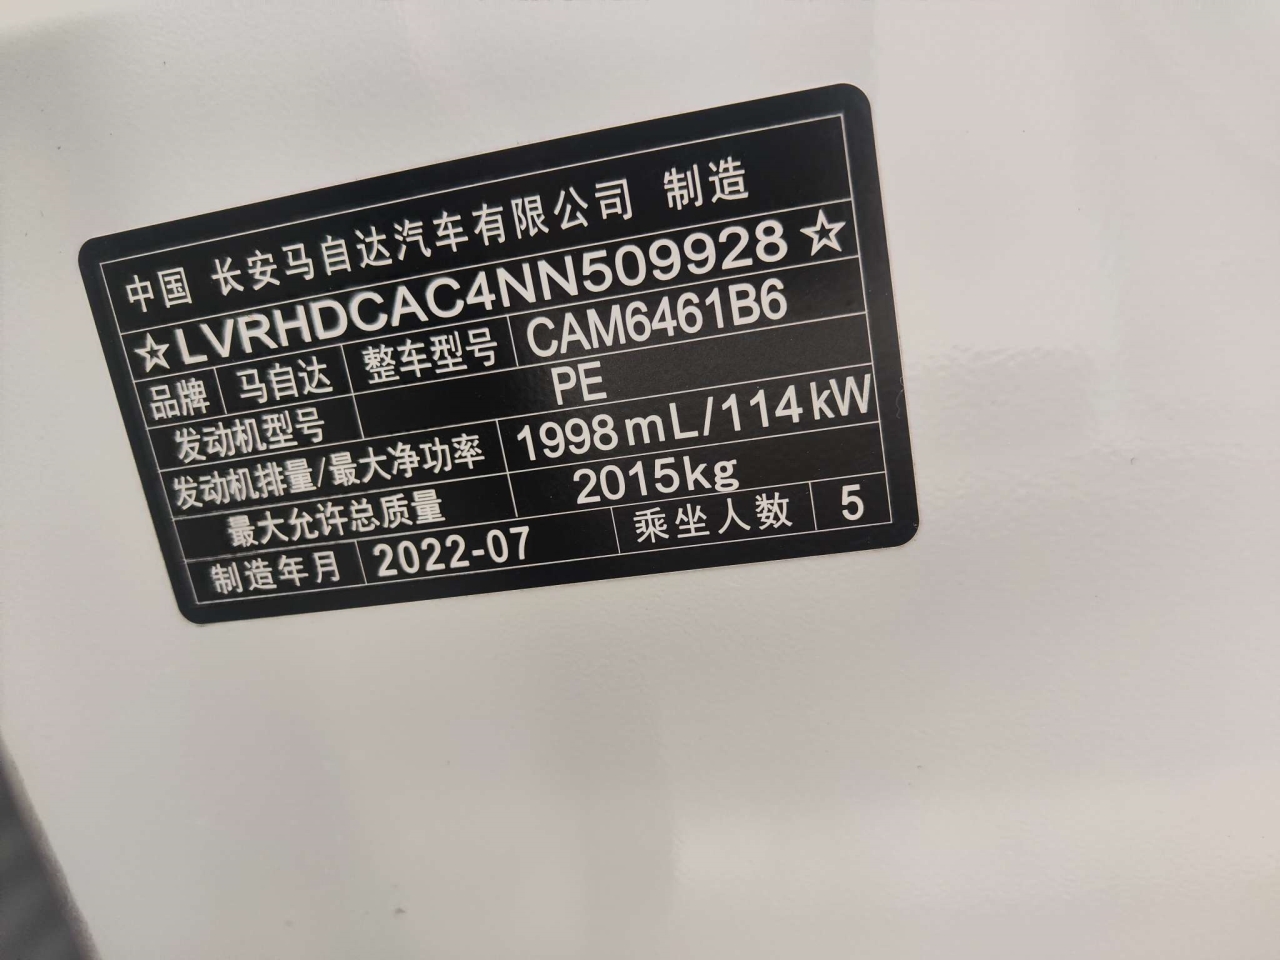 中国 长安马自达汽车有限公司 制造
☆LVRHDCAC4NN509928☆
品牌 马自达 整车型号 CAM6461B6
发动机型号 PE
发动机排量/最大净功率 1998mL/114kW
最大允许总质量 2015kg
制造年月 2022-07 乘坐人数 5